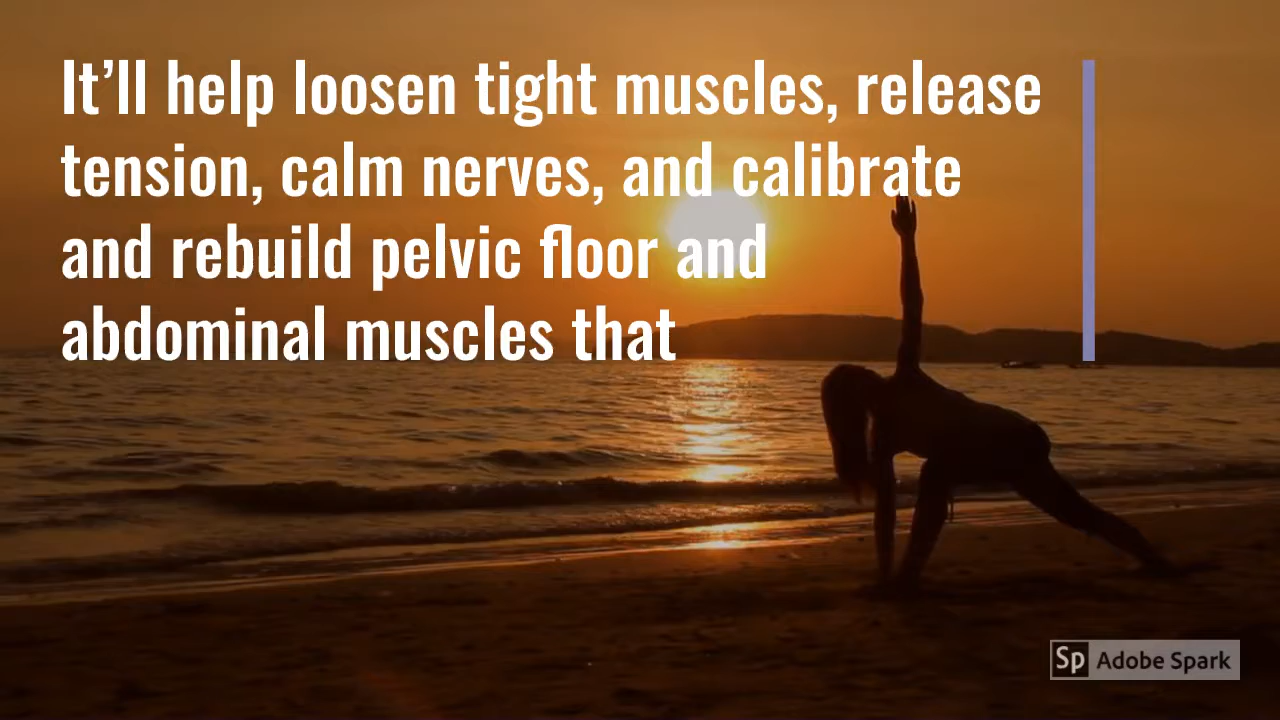 It’ll help loosen tight muscles, release
tension, calm nerves, and calibrate
and rebuild pelvic floor and
abdominal muscles that
Sp Adobe Spark